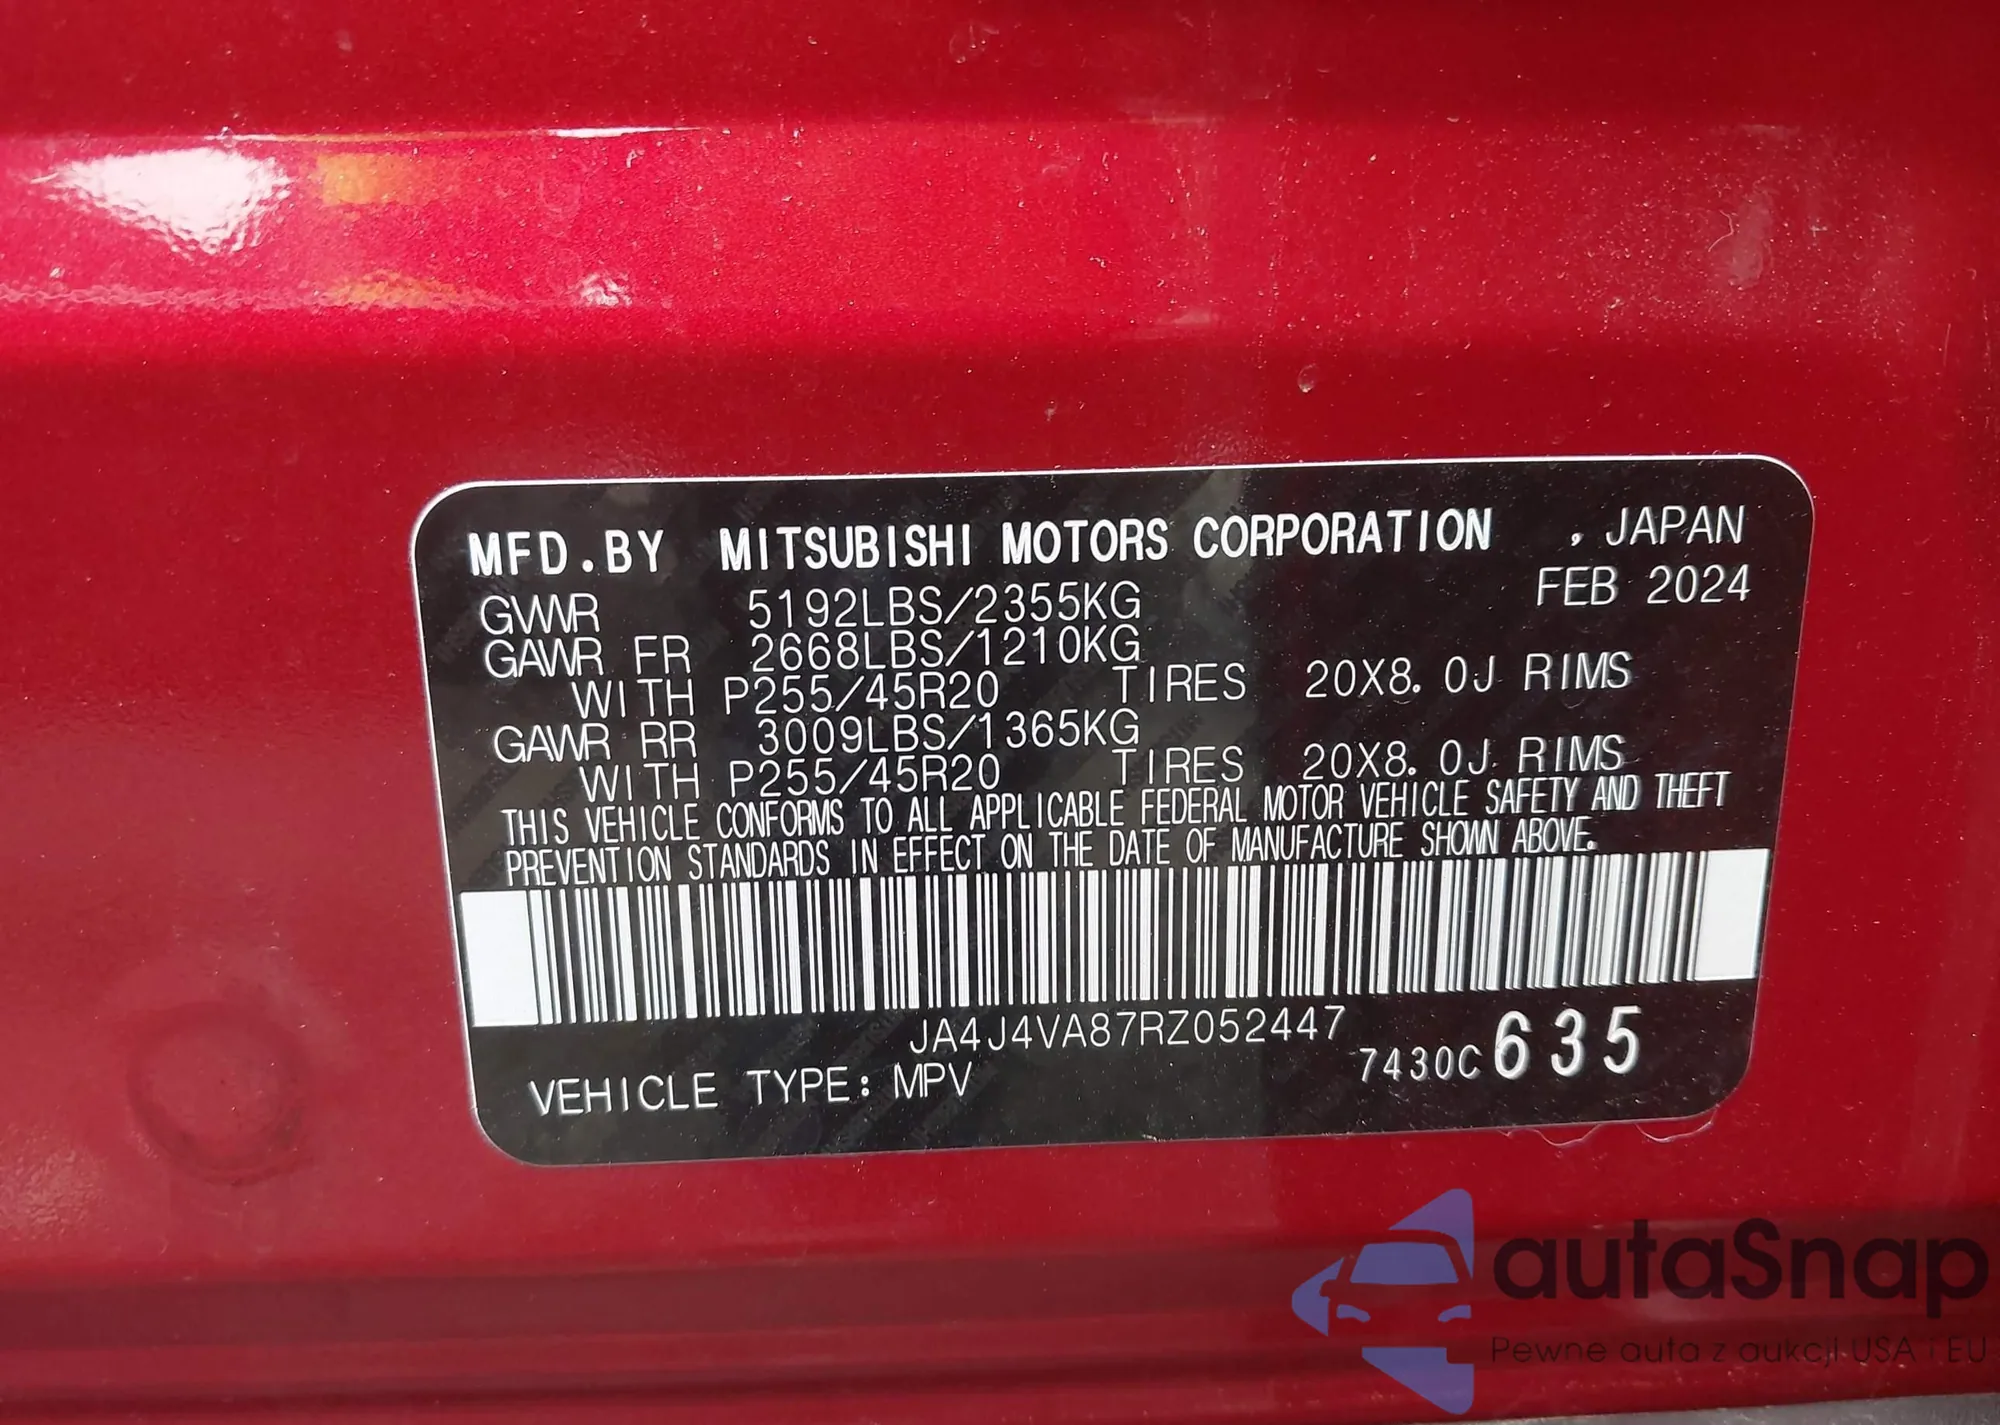 MFD.BY MITSUBISHI MOTORS CORPORATION , JAPAN
FEB 2024
GVWR 5192LBS/2355KG
GAWR FR 2668LBS/1210KG
WITH P255/45R20 TIRES 20X8.0J RIMS
GAWR RR 3009LBS/1365KG
WITH P255/45R20 TIRES 20X8.0J RIMS
THIS VEHICLE CONFORMS TO ALL APPLICABLE FEDERAL MOTOR VEHICLE SAFETY AND THEFT
PREVENTION STANDARDS IN EFFECT ON THE DATE OF MANUFACTURE SHOWN ABOVE.
JA4J4VA87RZ052447
7430C635
VEHICLE TYPE: MPV
autaSnap
Pewne auta z aukcji USA i EU